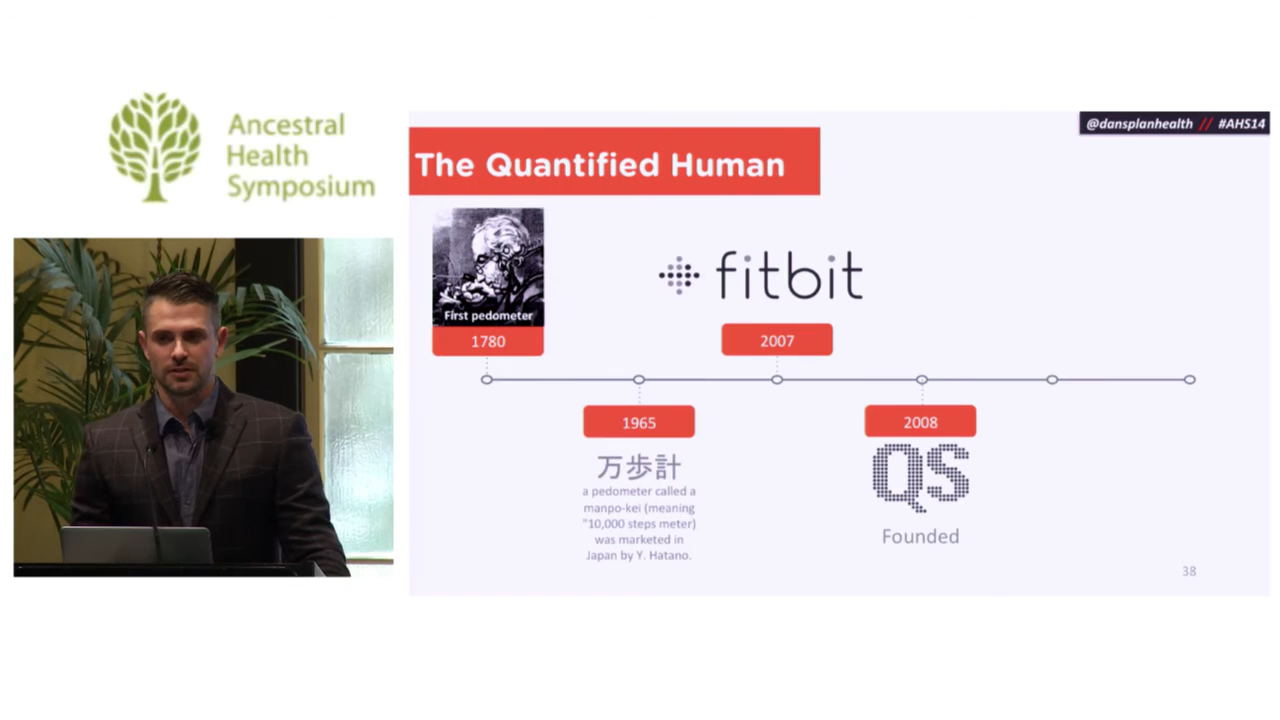 Ancestral
Health
Symposium
@dansplanhealth // #AHS14
The Quantified Human
First pedometer
1780
fitbit
2007
1965
万歩計
a pedometer called a
manpo-kei (meaning
"10,000 steps meter)
was marketed in
Japan by Y. Hatano.
2008
QS
Founded
38